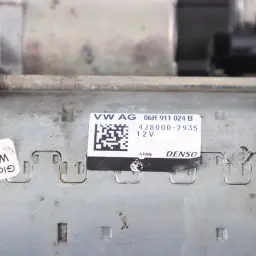 VW AG 06H 911 024 B
428000-7935
12V
DENSO